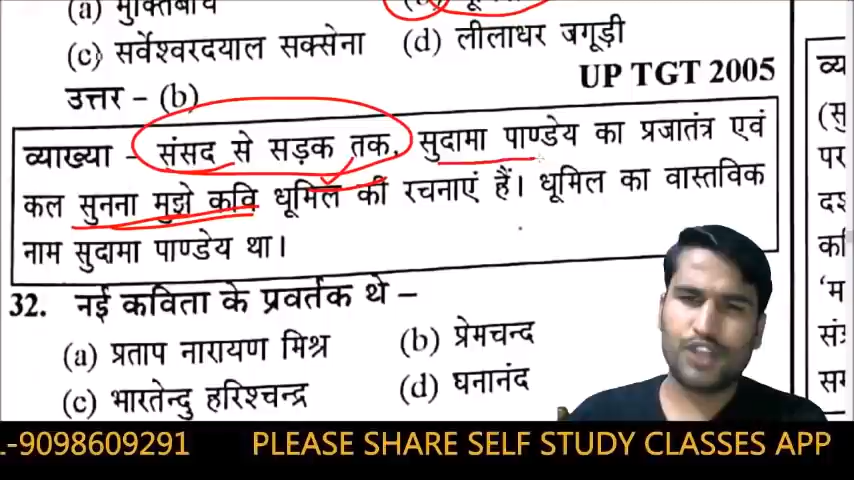 (a) मुक्तिबोध
(c) सर्वेश्वरदयाल सक्सेना (d) लीलाधर जगूड़ी
उत्तर – (b)
UP TGT 2005
व्याख्या – संसद से सड़क तक, सुदामा पाण्डेय का प्रजातंत्र एवं
कल सुनना मुझे कवि धूमिल की रचनाएं हैं। धूमिल का वास्तविक
नाम सुदामा पाण्डेय था।
32. नई कविता के प्रवर्तक थे –
(a) प्रताप नारायण मिश्र (b) प्रेमचन्द
(c) भारतेन्दु हरिश्चन्द्र (d) घनानंद
-9098609291 PLEASE SHARE SELF STUDY CLASSES APP